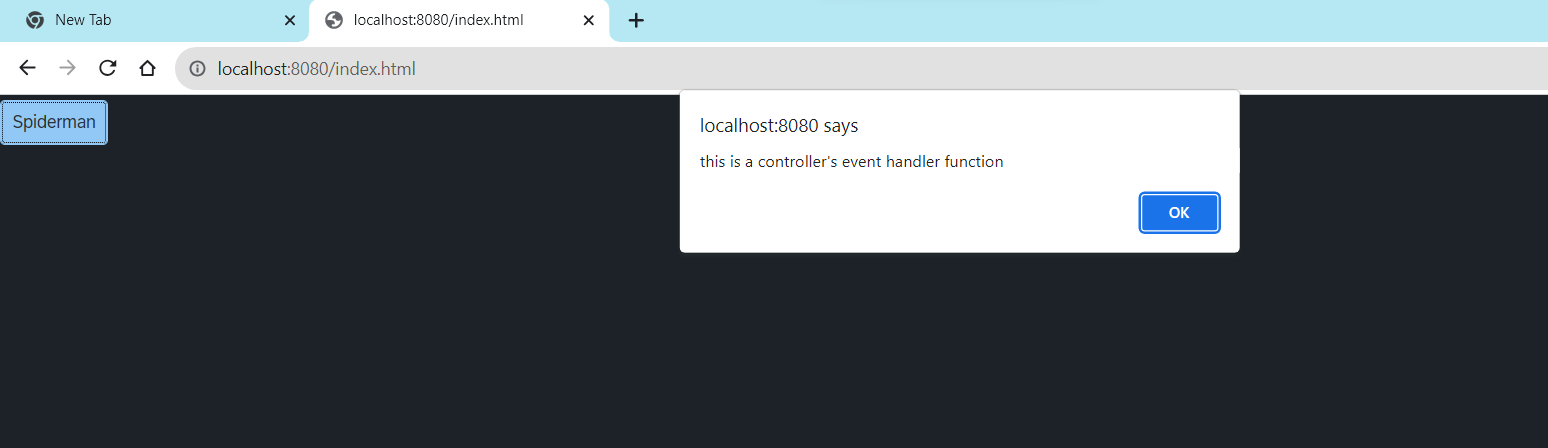 New Tab
localhost:8080/index.html
localhost:8080/index.html
Spiderman
localhost:8080 says
this is a controller's event handler function
OK